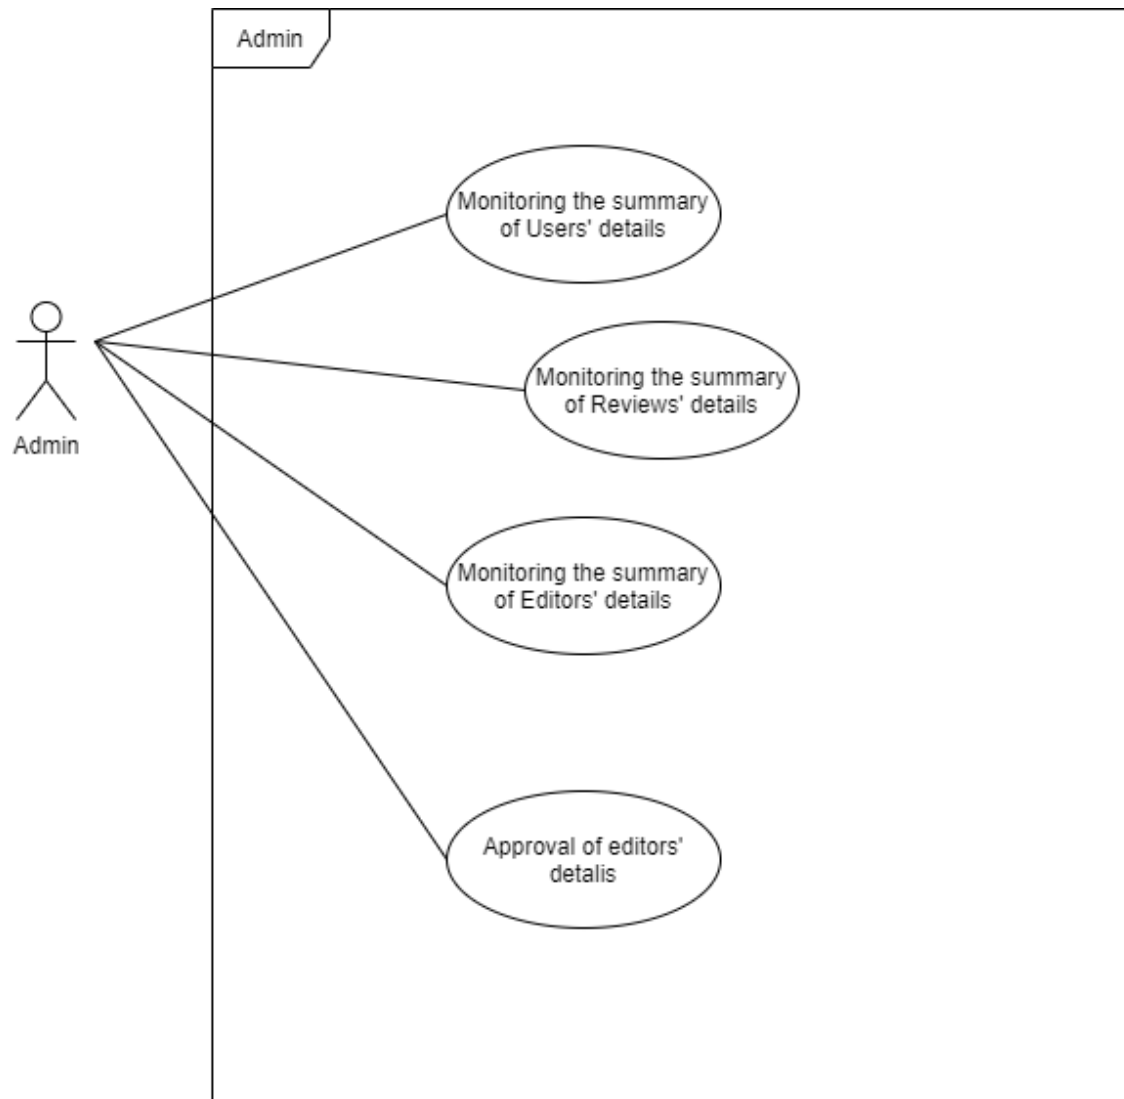 Admin
Monitoring the summary
of Users' details
Monitoring the summary
of Reviews' details
Admin
Monitoring the summary
of Editors' details
Approval of editors'
detalis